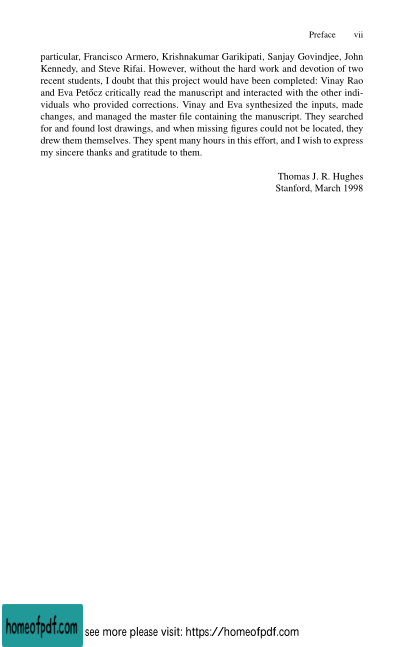 Preface vii
particular, Francisco Armero, Krishnakumar Garikipati, Sanjay Govindjee, John
Kennedy, and Steve Rifai. However, without the hard work and devotion of two
recent students, I doubt that this project would have been completed: Vinay Rao
and Eva Petőcz critically read the manuscript and interacted with the other indi-
viduals who provided corrections. Vinay and Eva synthesized the inputs, made
changes, and managed the master file containing the manuscript. They searched
for and found lost drawings, and when missing figures could not be located, they
drew them themselves. They spent many hours in this effort, and I wish to express
my sincere thanks and gratitude to them.
Thomas J. R. Hughes
Stanford, March 1998
homeofpdf.com
see more please visit: https://homeofpdf.com